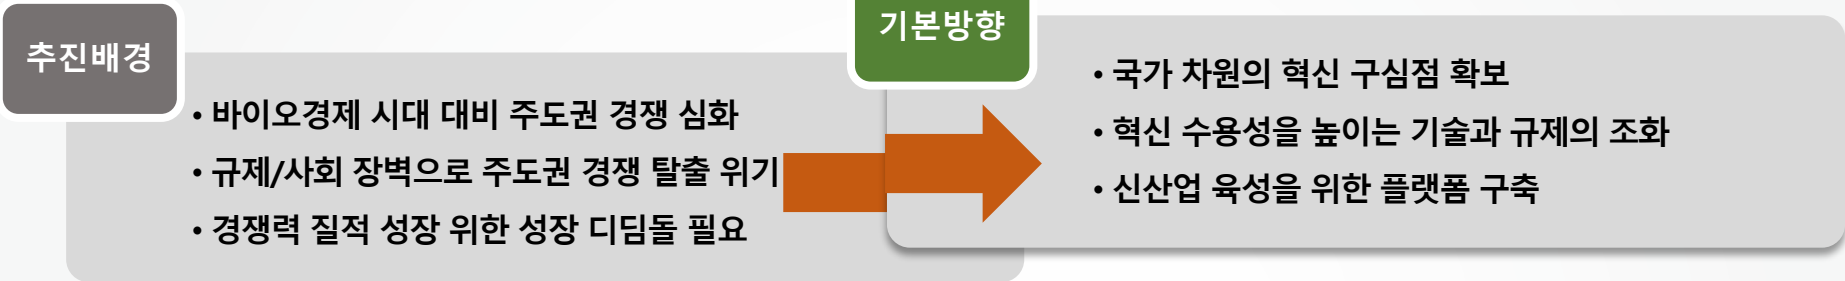 추진배경
• 바이오경제 시대 대비 주도권 경쟁 심화
• 규제/사회 장벽으로 주도권 경쟁 탈출 위기
• 경쟁력 질적 성장 위한 성장 디딤돌 필요
기본방향
• 국가 차원의 혁신 구심점 확보
• 혁신 수용성을 높이는 기술과 규제의 조화
• 신산업 육성을 위한 플랫폼 구축